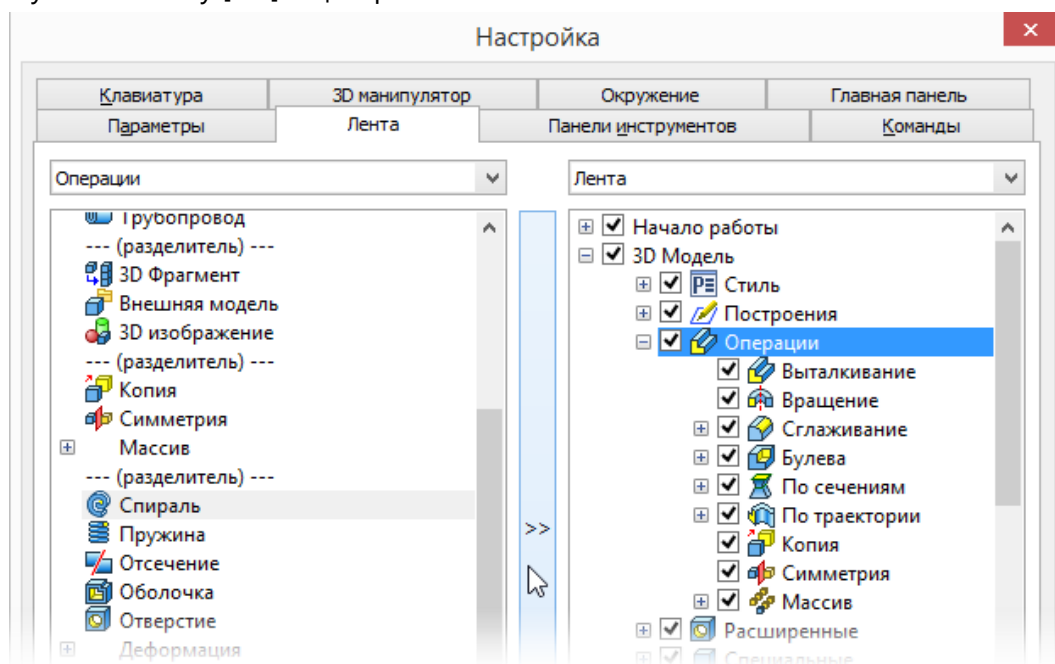 Настройка
Клавиатура
3D манипулятор
Окружение
Главная панель
Параметры
Лента
Панели инструментов
Команды
Операции
Трубопровод
--- (разделитель) ---
3D Фрагмент
Внешняя модель
3D изображение
--- (разделитель) ---
Копия
Симметрия
Массив
--- (разделитель) ---
Спираль
Пружина
Отсечение
Оболочка
Отверстие
Деформация
>>
Лента
Начало работы
3D Модель
Стиль
Построения
Операции
Выталкивание
Вращение
Сглаживание
Булева
По сечениям
По траектории
Копия
Симметрия
Массив
Расширенные
Специальные